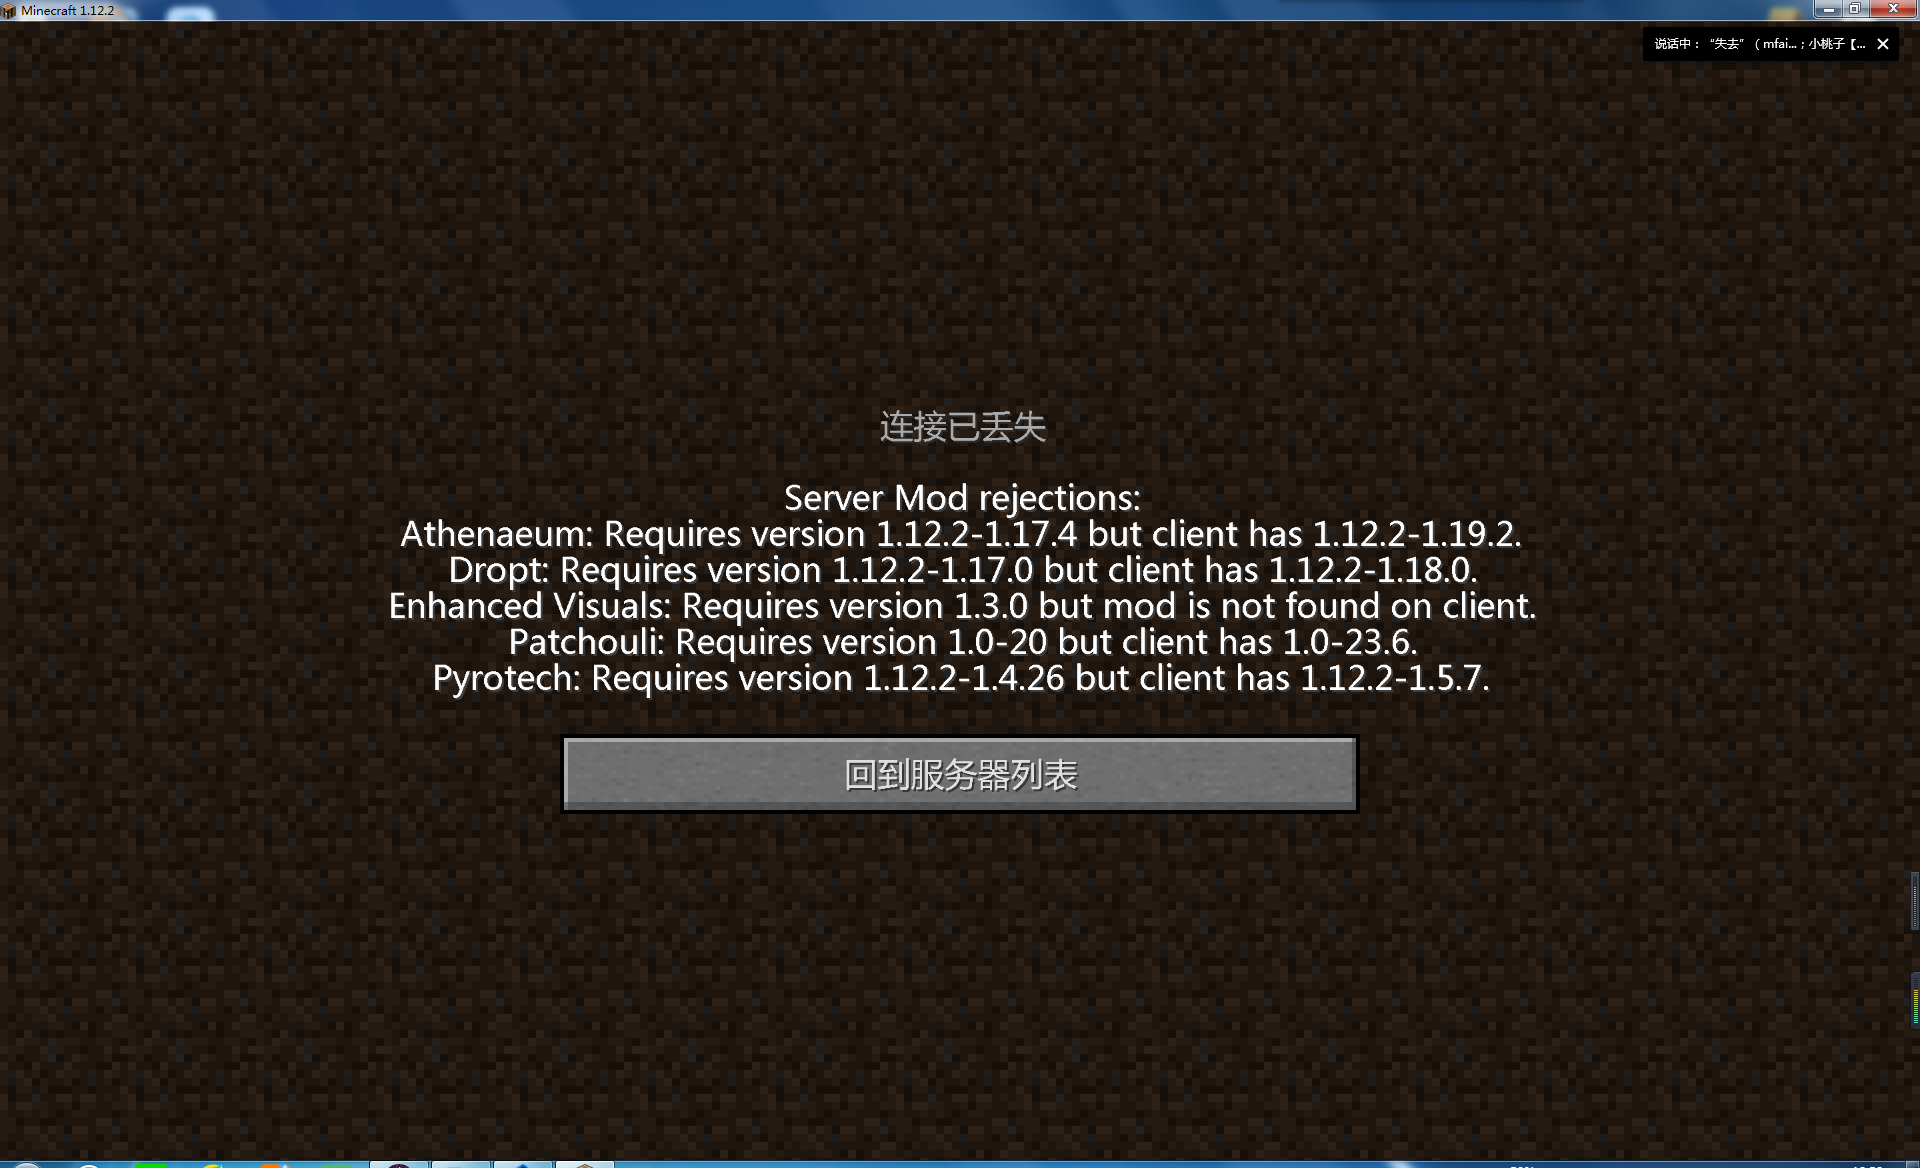 Minecraft 1.12.2
说话中：“失去”（mfai...；小桃子【...
连接已丢失
Server Mod rejections:
Athenaeum: Requires version 1.12.2-1.17.4 but client has 1.12.2-1.19.2.
Dropt: Requires version 1.12.2-1.17.0 but client has 1.12.2-1.18.0.
Enhanced Visuals: Requires version 1.3.0 but mod is not found on client.
Patchouli: Requires version 1.0-20 but client has 1.0-23.6.
Pyrotech: Requires version 1.12.2-1.4.26 but client has 1.12.2-1.5.7.
回到服务器列表